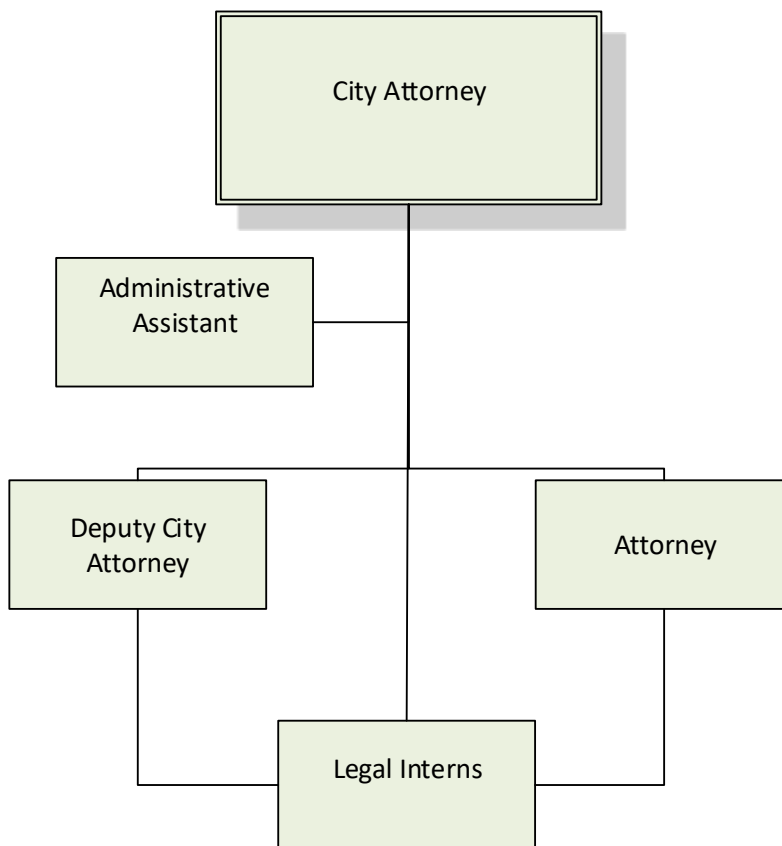 City Attorney
Administrative
Assistant
Deputy City
Attorney
Attorney
Legal Interns